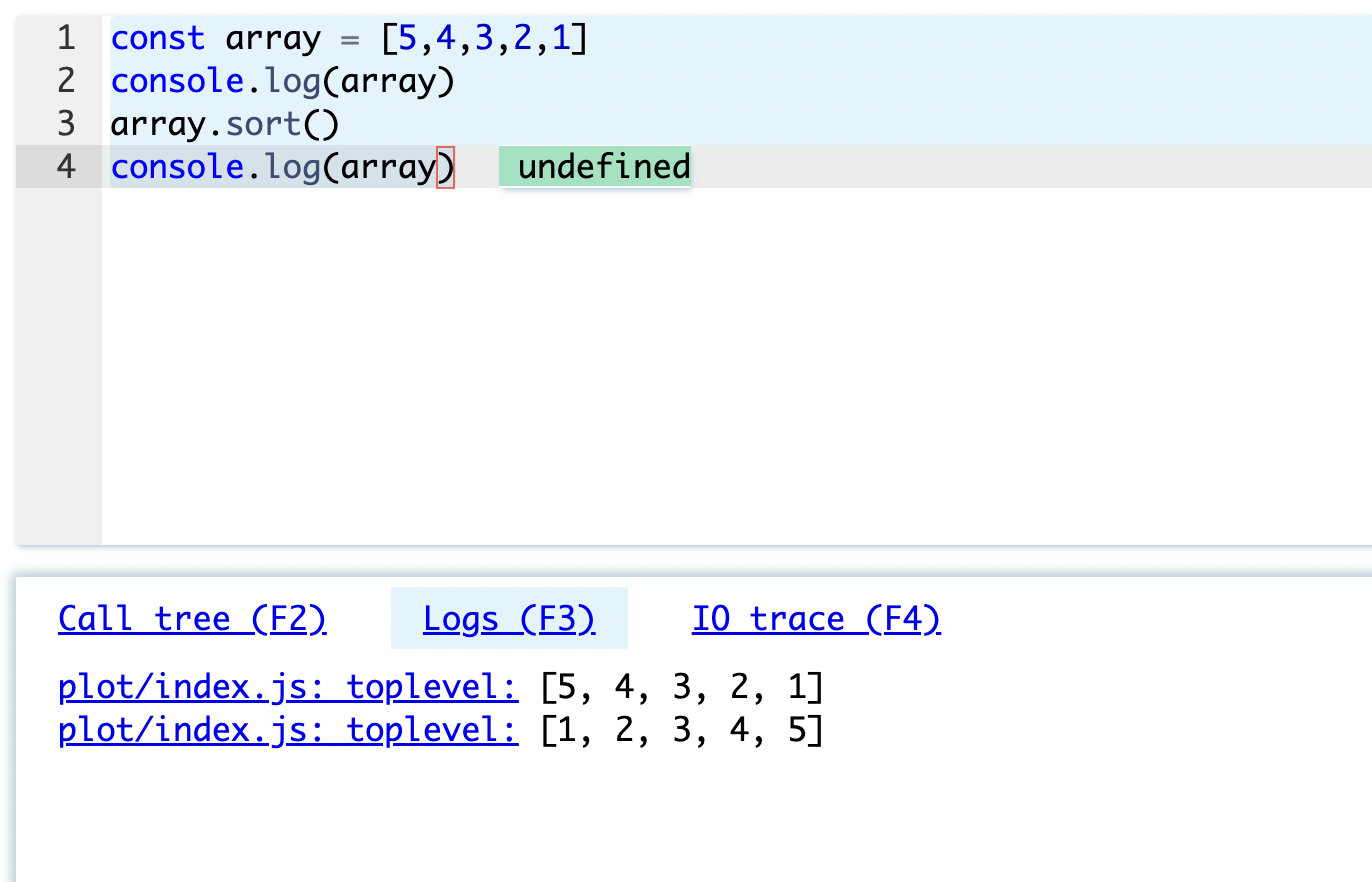 1 const array = [5,4,3,2,1]
2 console.log(array)
3 array.sort()
4 console.log(array) undefined
Call tree (F2) Logs (F3) IO trace (F4)
plot/index.js: toplevel: [5, 4, 3, 2, 1]
plot/index.js: toplevel: [1, 2, 3, 4, 5]